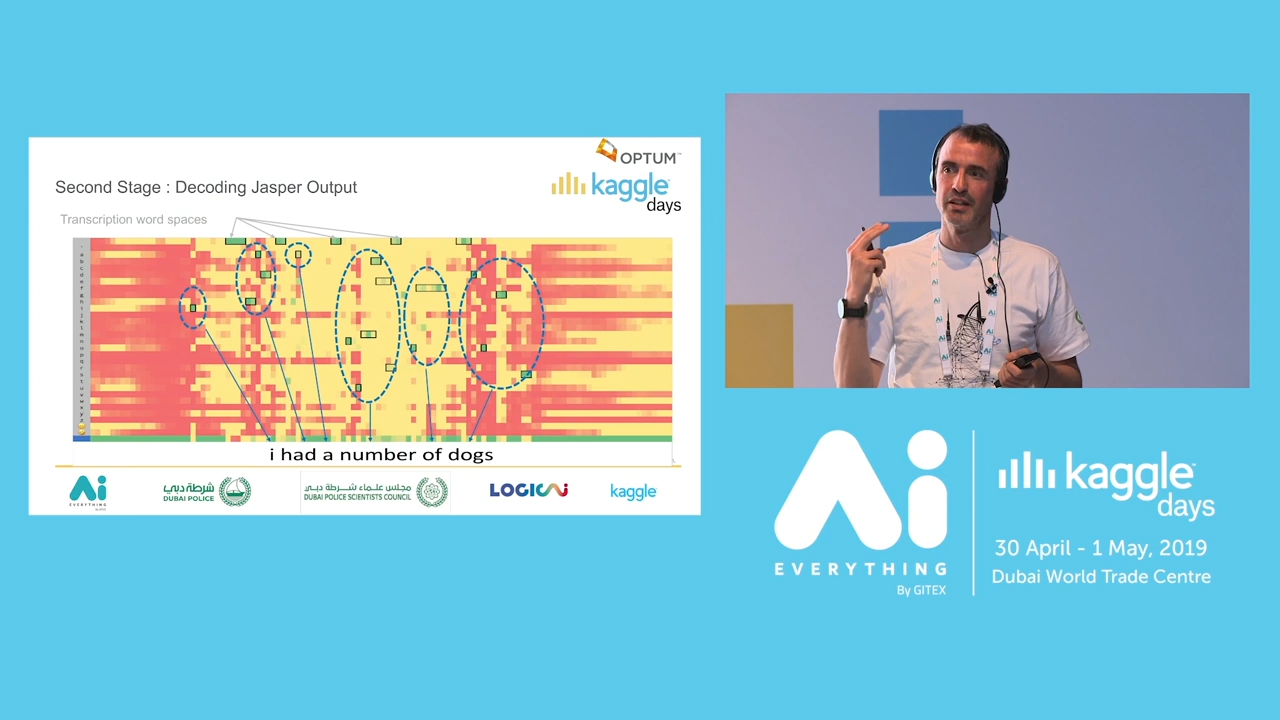 OPTUM™
kaggle
days
Second Stage : Decoding Jasper Output
Transcription word spaces
a
b
c
d
e
f
g
h
i
j
k
l
m
n
o
p
q
r
s
t
u
v
w
x
y
z
i had a number of dogs
Ai
EVERYTHING
شرطة دبي
DUBAI POLICE
مجلس علماء شرطة دبي
DUBAI POLICE SCIENTISTS COUNCIL
LOGICAI
kaggle
Ai
EVERYTHING
By GITEX
kaggle
days
30 April - 1 May, 2019
Dubai World Trade Centre